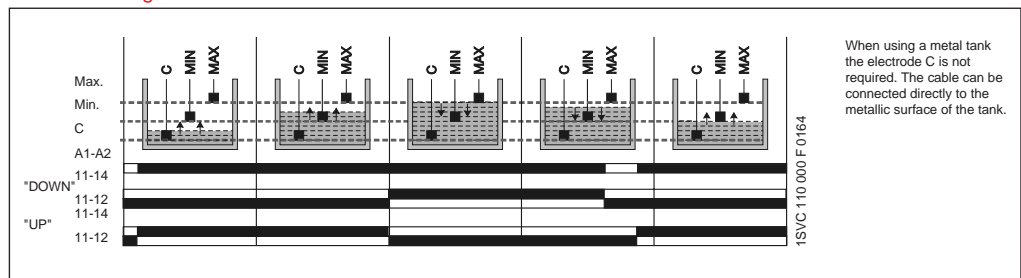 C MIN MAX C MIN MAX C MIN MAX C MIN MAX C MIN MAX
Max.
Min.
C
A1-A2
11-14
"DOWN"
11-12
11-14
"UP"
11-12
1SVC 110 000 F 0164
When using a metal tank
the electrode C is not
required. The cable can be
connected directly to the
metallic surface of the tank.